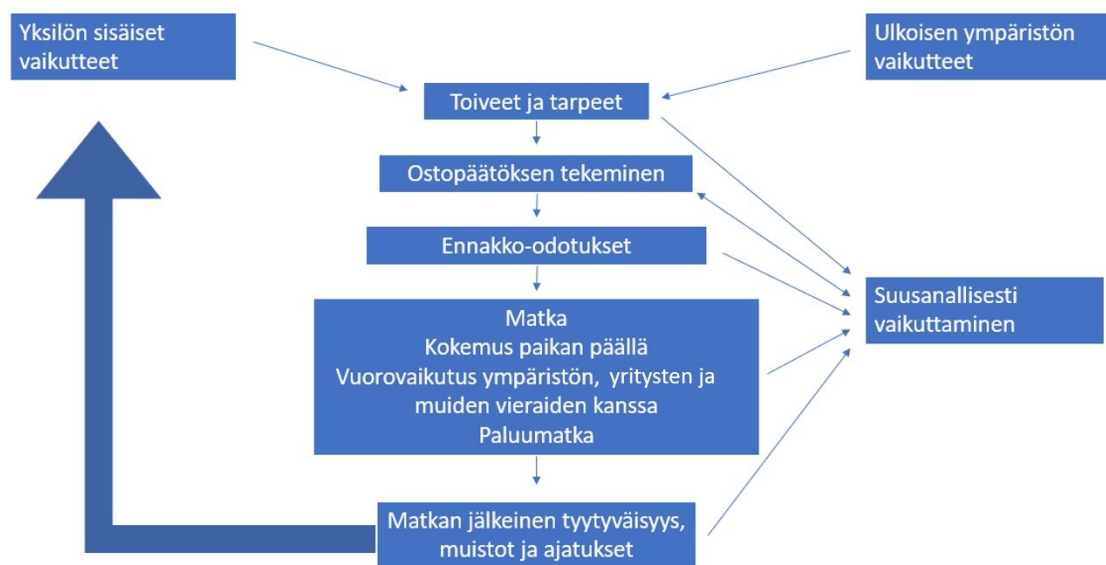 Yksilön sisäiset
vaikutteet
Ulkoisen ympäristön
vaikutteet
Toiveet ja tarpeet
Ostopäätöksen tekeminen
Ennakko-odotukset
Matka
Kokemus paikan päällä
Vuorovaikutus ympäristön, yritysten ja
muiden vieraiden kanssa
Paluumatka
Suusanallisesti
vaikuttaminen
Matkan jälkeinen tyytyväisyys,
muistot ja ajatukset